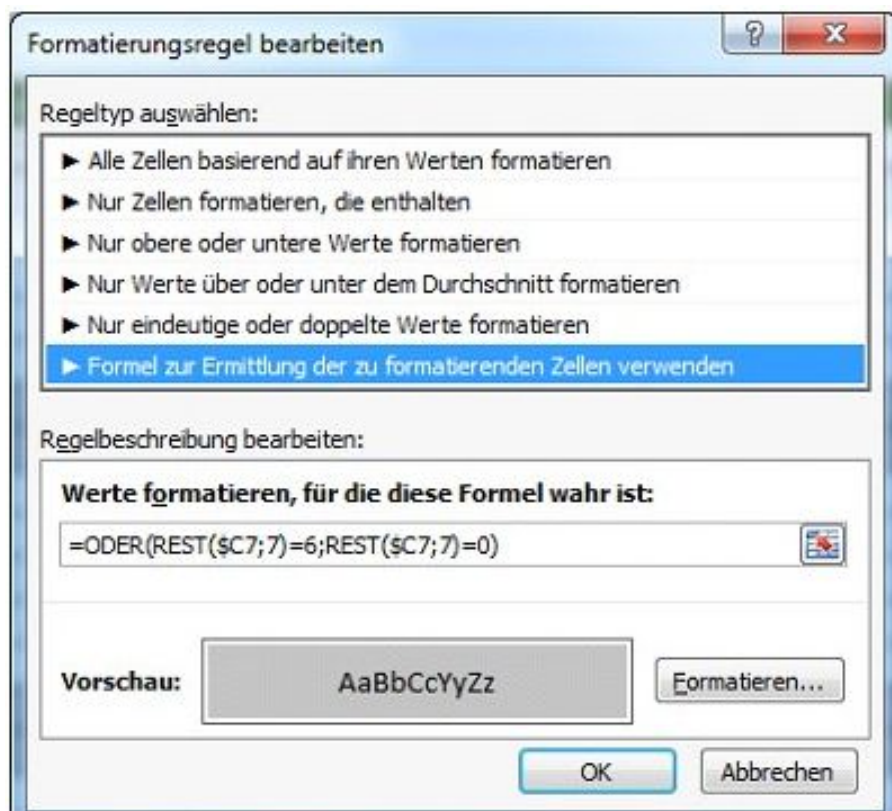 Formatierungsregel bearbeiten
Regeltyp auswählen:
► Alle Zellen basierend auf ihren Werten formatieren
► Nur Zellen formatieren, die enthalten
► Nur obere oder untere Werte formatieren
► Nur Werte über oder unter dem Durchschnitt formatieren
► Nur eindeutige oder doppelte Werte formatieren
► Formel zur Ermittlung der zu formatierenden Zellen verwenden
Regelbeschreibung bearbeiten:
Werte formatieren, für die diese Formel wahr ist:
=ODER(REST($C7;7)=6;REST($C7;7)=0)
Vorschau: AaBbCcYyZz Formatieren...
OK Abbrechen